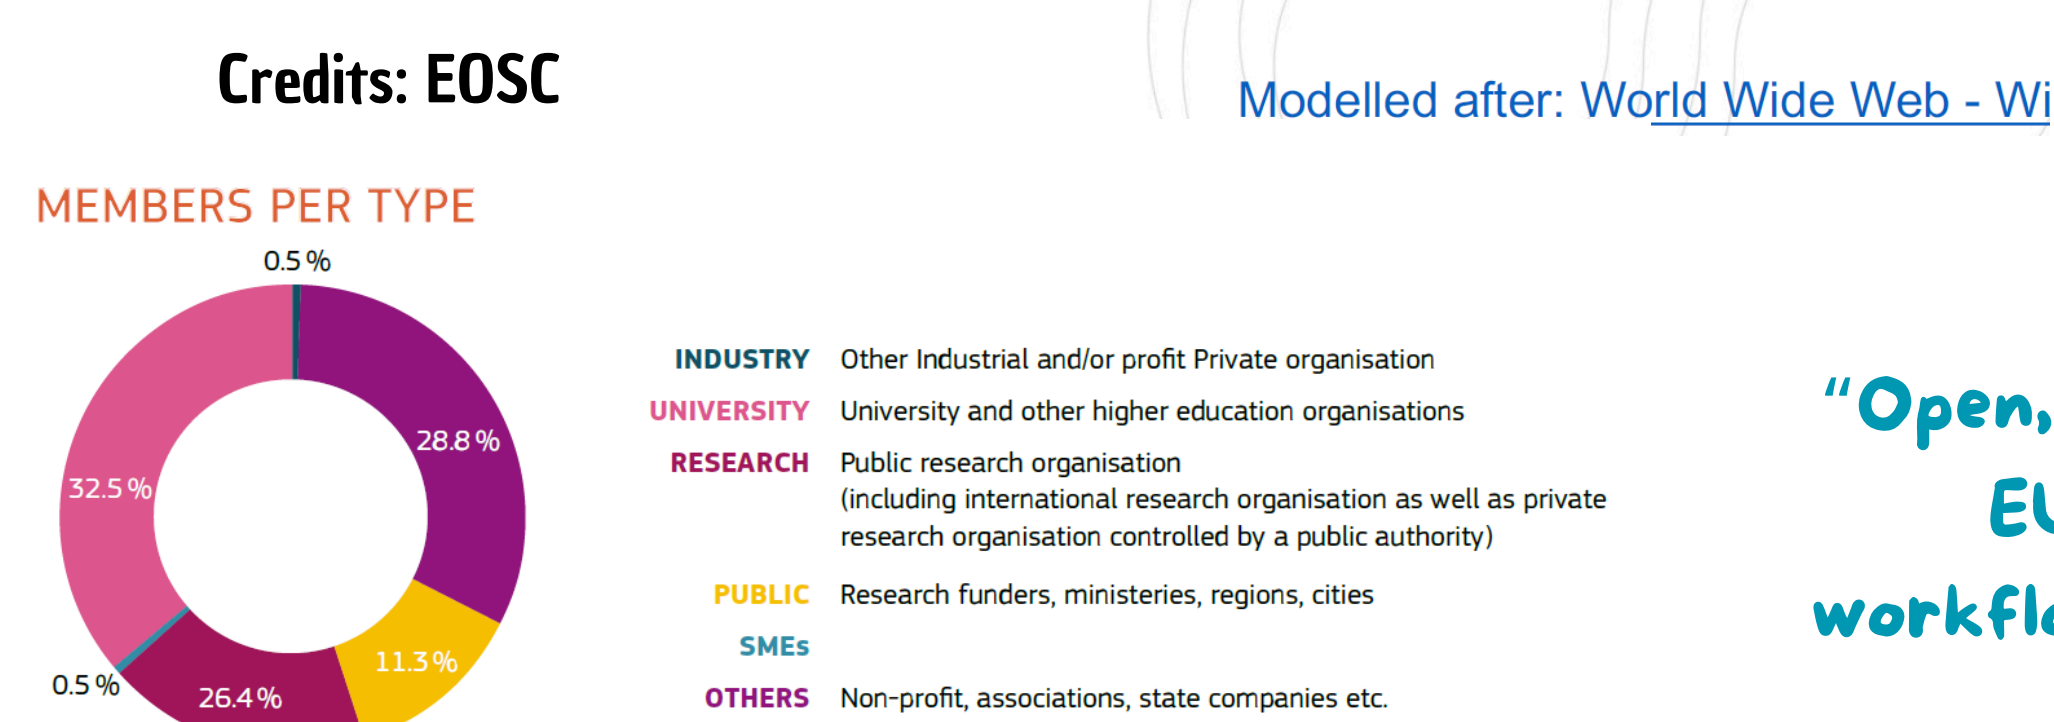 Credits: EOSC
Modelled after: World Wide Web - Wi
MEMBERS PER TYPE
0.5 %
28.8 %
32.5 %
11.3 %
0.5 %
26.4 %
INDUSTRY Other Industrial and/or profit Private organisation
UNIVERSITY University and other higher education organisations
RESEARCH Public research organisation
(including international research organisation as well as private
research organisation controlled by a public authority)
PUBLIC Research funders, ministeries, regions, cities
SMEs
OTHERS Non-profit, associations, state companies etc.
“Open,